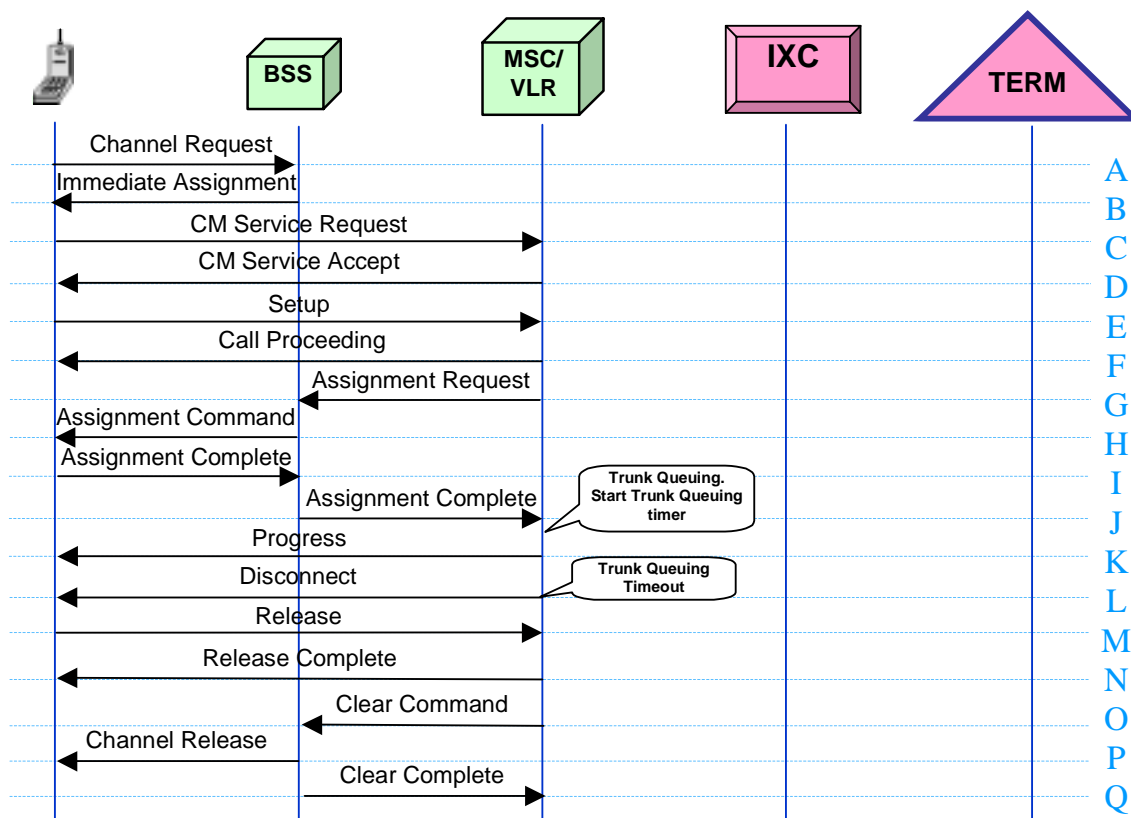 BSS
MSC/
VLR
IXC
TERM
Channel Request
A
Immediate Assignment
B
CM Service Request
C
CM Service Accept
D
Setup
E
Call Proceeding
F
Assignment Request
G
Assignment Command
H
Assignment Complete
I
Trunk Queuing.
Start Trunk Queuing
timer
Assignment Complete
J
Progress
K
Trunk Queuing
Timeout
Disconnect
L
Release
M
Release Complete
N
Clear Command
O
Channel Release
P
Clear Complete
Q